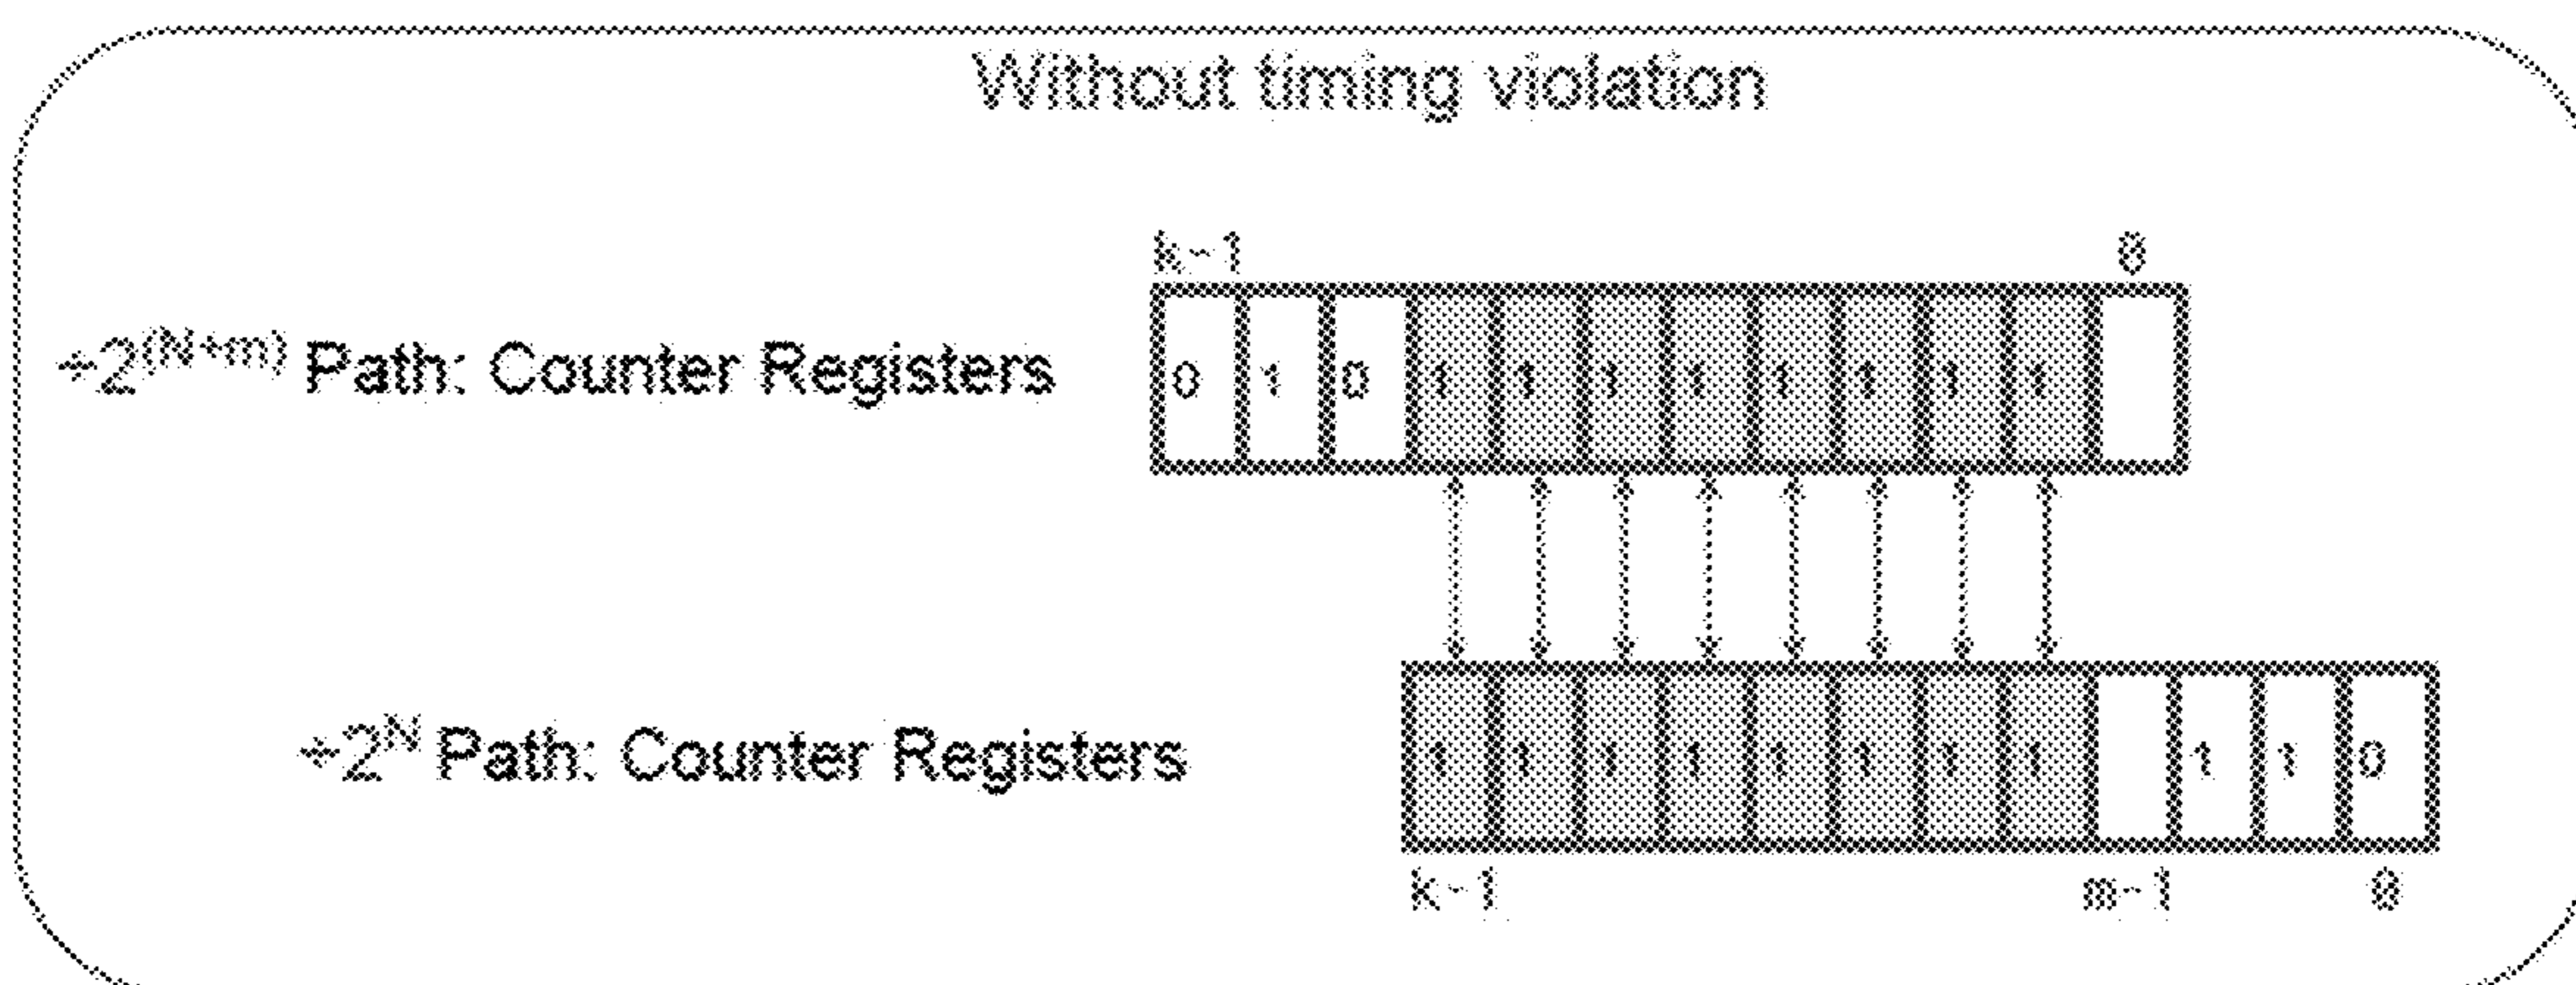 Without timing violation
k-1 0
÷2^(N+m) Path: Counter Registers 0 1 0 1 1 1 1 1 1 1 1
÷2^N Path: Counter Registers 1 1 1 1 1 1 1 1 1 1 0
k-1 m-1 0